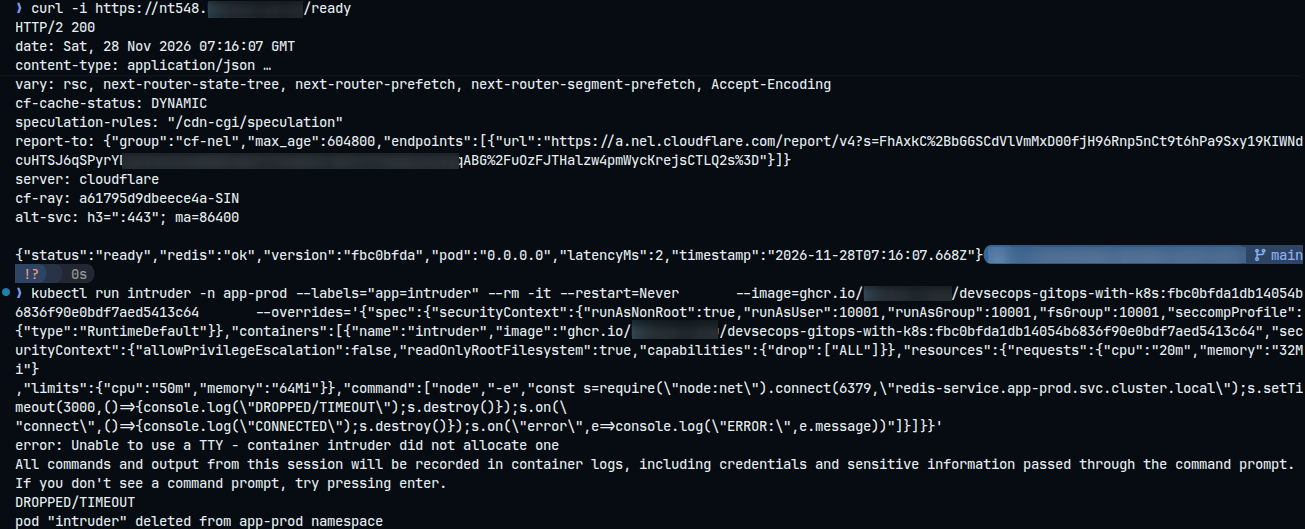 ❯ curl -i https://nt548. /ready
HTTP/2 200
date: Sat, 28 Nov 2026 07:16:07 GMT
content-type: application/json …
vary: rsc, next-router-state-tree, next-router-prefetch, next-router-segment-prefetch, Accept-Encoding
cf-cache-status: DYNAMIC
speculation-rules: "/cdn-cgi/speculation"
report-to: {"group":"cf-nel","max_age":604800,"endpoints":[{"url":"https://a.nel.cloudflare.com/report/v4?s=FhAxkC%2BbGGSCdVlVmMxD00fjH96Rnp5nCt9t6hPa9Sxy19KIWNd
cuHTSJ6qSPyrY qABG%2FuOzFJTHalzw4pmWycKrejsCTLQ2s%3D"}]}
server: cloudflare
cf-ray: a61795d9dbeece4a-SIN
alt-svc: h3=":443"; ma=86400
{"status":"ready","redis":"ok","version":"fbc0bfda","pod":"0.0.0.0","latencyMs":2,"timestamp":"2026-11-28T07:16:07.668Z"} main
!? 0s
❯ kubectl run intruder -n app-prod --labels="app=intruder" --rm -it --restart=Never --image=ghcr.io/ /devsecops-gitops-with-k8s:fbc0bfda1db14054b
6836f90e0bdf7aed5413c64 --overrides='{"spec":{"securityContext":{"runAsNonRoot":true,"runAsUser":10001,"runAsGroup":10001,"fsGroup":10001,"seccompProfile":
{"type":"RuntimeDefault"}},"containers":[{"name":"intruder","image":"ghcr.io/ /devsecops-gitops-with-k8s:fbc0bfda1db14054b6836f90e0bdf7aed5413c64","sec
urityContext":{"allowPrivilegeEscalation":false,"readOnlyRootFilesystem":true,"capabilities":{"drop":["ALL"]}},"resources":{"requests":{"cpu":"20m","memory":"32M
i"}
,"limits":{"cpu":"50m","memory":"64Mi"}},"command":["node","-e","const s=require(\"node:net\").connect(6379,\"redis-service.app-prod.svc.cluster.local\");s.setTi
meout(3000,()=>{console.log(\"DROPPED/TIMEOUT\");s.destroy()});s.on(\
"connect\",()=>{console.log(\"CONNECTED\");s.destroy()});s.on(\"error\",e=>console.log(\"ERROR:\",e.message))"]}]}}'
error: Unable to use a TTY - container intruder did not allocate one
All commands and output from this session will be recorded in container logs, including credentials and sensitive information passed through the command prompt.
If you don't see a command prompt, try pressing enter.
DROPPED/TIMEOUT
pod "intruder" deleted from app-prod namespace